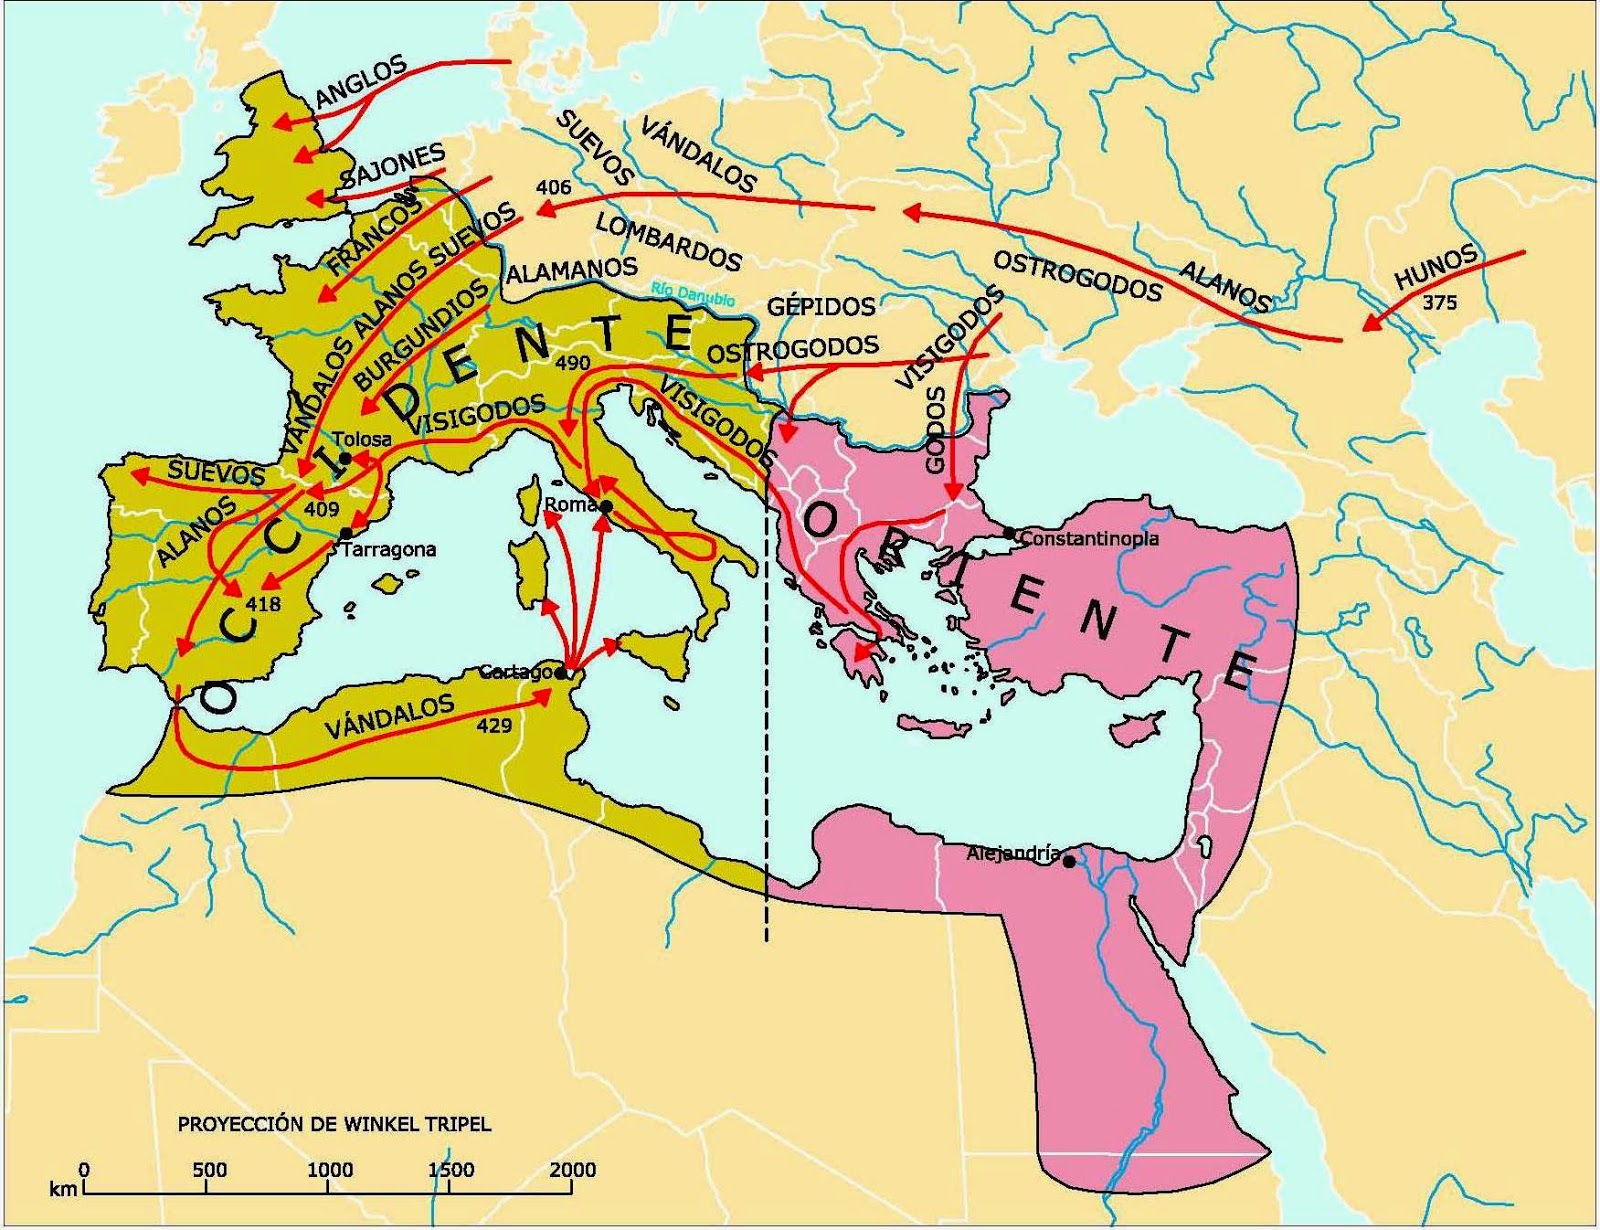 ANGLOS
SAJONES
SUEVOS
VÁNDALOS
406
FRANCOS
LOMBARDOS
ALAMANOS
Río Danubio
GÉPIDOS
OSTROGODOS
ALANOS
HUNOS
375
VÁNDALOS ALANOS SUEVOS
BURGUNDIOS
OSTROGODOS
VISIGODOS
GODOS
490
VISIGODOS
VISIGODOS
OCCIDENTE
ORIENTE
Tolosa
SUEVOS
409
ALANOS
Tarragona
418
Roma
Constantinopla
Cartago
VÁNDALOS
429
Alejandría
PROYECCIÓN DE WINKEL TRIPEL
0 500 1000 1500 2000
km